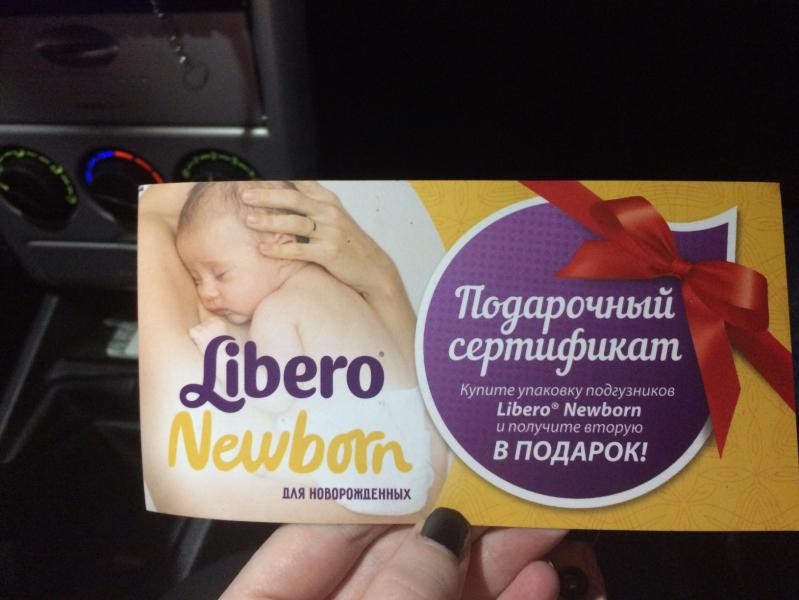 Libero®
Newborn
ДЛЯ НОВОРОЖДЕННЫХ
Подарочный
сертификат
Купите упаковку подгузников
Libero® Newborn
и получите вторую
В ПОДАРОК!